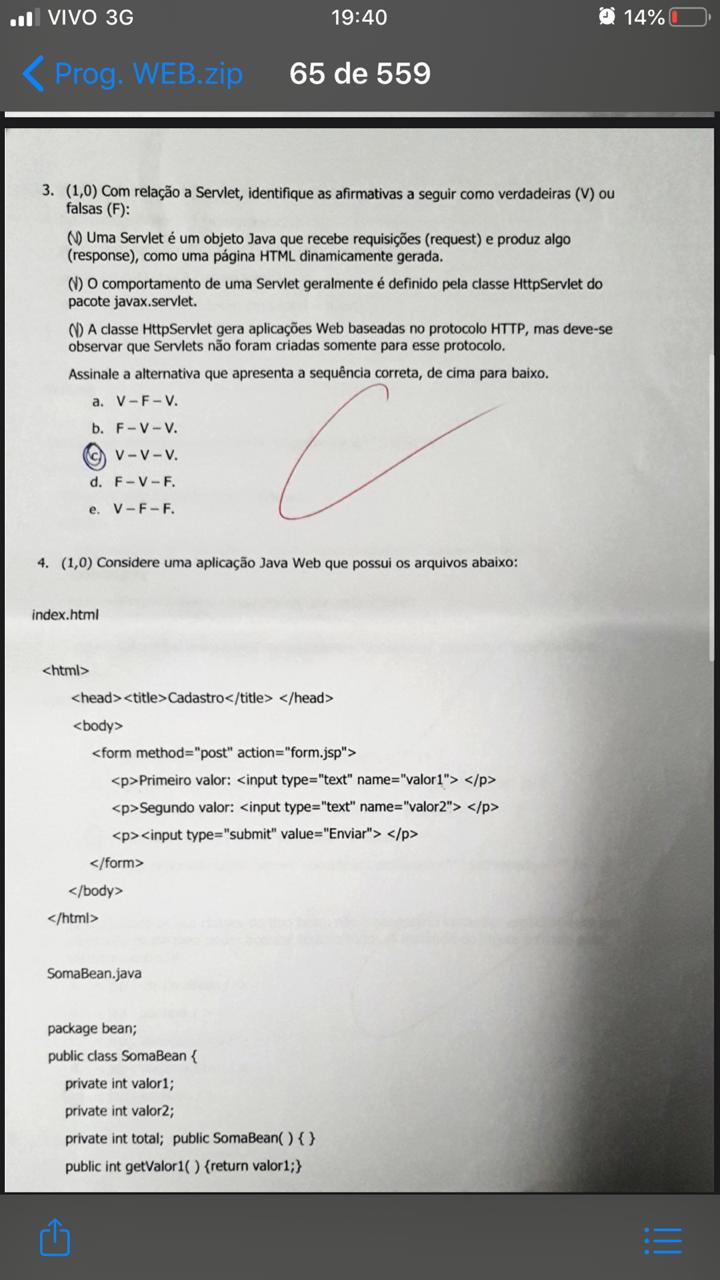 VIVO 3G
19:40
14%
Prog. WEB.zip
65 de 559
3. (1,0) Com relação a Servlet, identifique as afirmativas a seguir como verdadeiras (V) ou
falsas (F):
(V) Uma Servlet é um objeto Java que recebe requisições (request) e produz algo
(response), como uma página HTML dinamicamente gerada.
(V) O comportamento de uma Servlet geralmente é definido pela classe HttpServlet do
pacote javax.servlet.
(V) A classe HttpServlet gera aplicações Web baseadas no protocolo HTTP, mas deve-se
observar que Servlets não foram criadas somente para esse protocolo.
Assinale a alternativa que apresenta a sequência correta, de cima para baixo.
a. V – F – V.
b. F – V – V.
c V – V – V.
d. F – V – F.
e. V – F – F.
4. (1,0) Considere uma aplicação Java Web que possui os arquivos abaixo:
index.html
<html>
<head><title>Cadastro</title> </head>
<body>
<form method="post" action="form.jsp">
<p>Primeiro valor: <input type="text" name="valor1"> </p>
<p>Segundo valor: <input type="text" name="valor2"> </p>
<p><input type="submit" value="Enviar"> </p>
</form>
</body>
</html>
SomaBean.java
package bean;
public class SomaBean {
private int valor1;
private int valor2;
private int total; public SomaBean( ) { }
public int getValor1( ) {return valor1;}